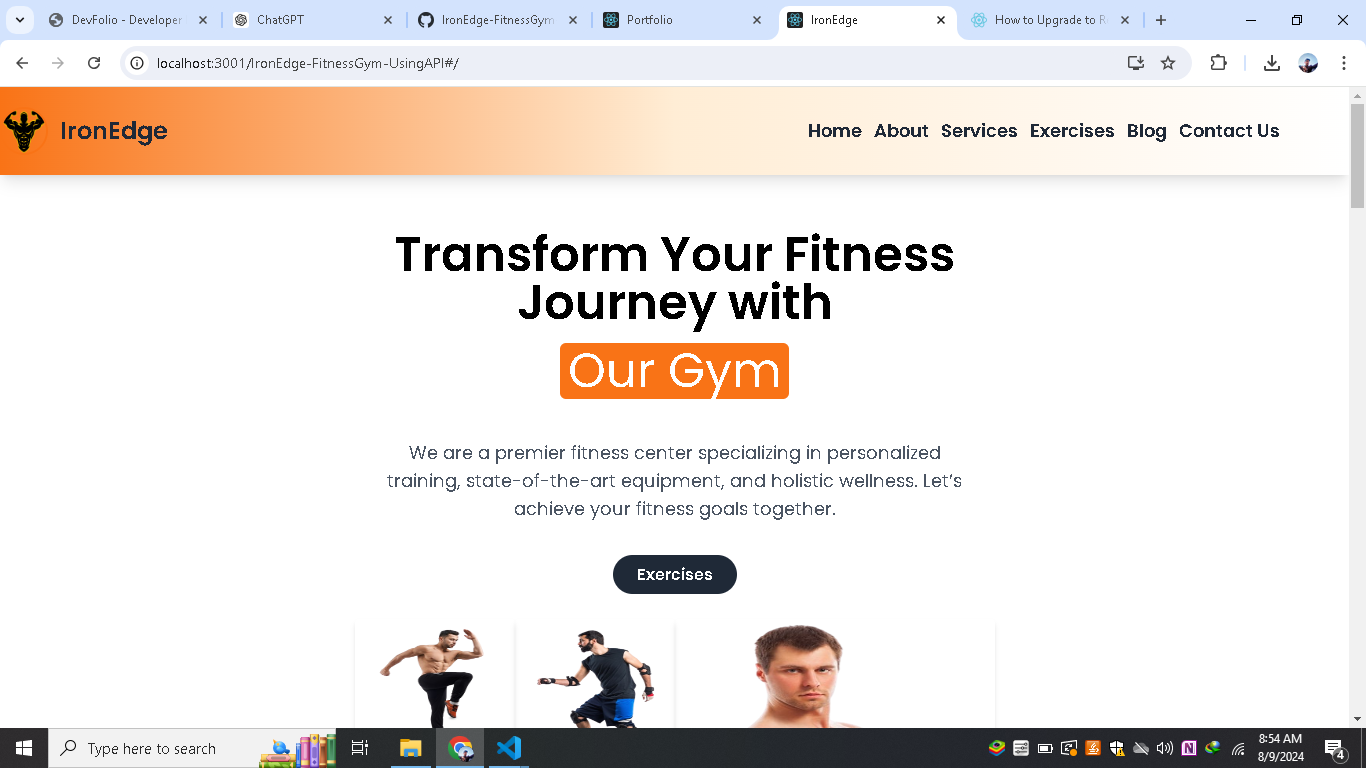 DevFolio - Developer
ChatGPT
IronEdge-FitnessGym
Portfolio
IronEdge
How to Upgrade to R
localhost:3001/IronEdge-FitnessGym-UsingAPI#/
IronEdge
Home About Services Exercises Blog Contact Us
Transform Your Fitness
Journey with
Our Gym
We are a premier fitness center specializing in personalized
training, state-of-the-art equipment, and holistic wellness. Let's
achieve your fitness goals together.
Exercises
Type here to search
8:54 AM
8/9/2024
4